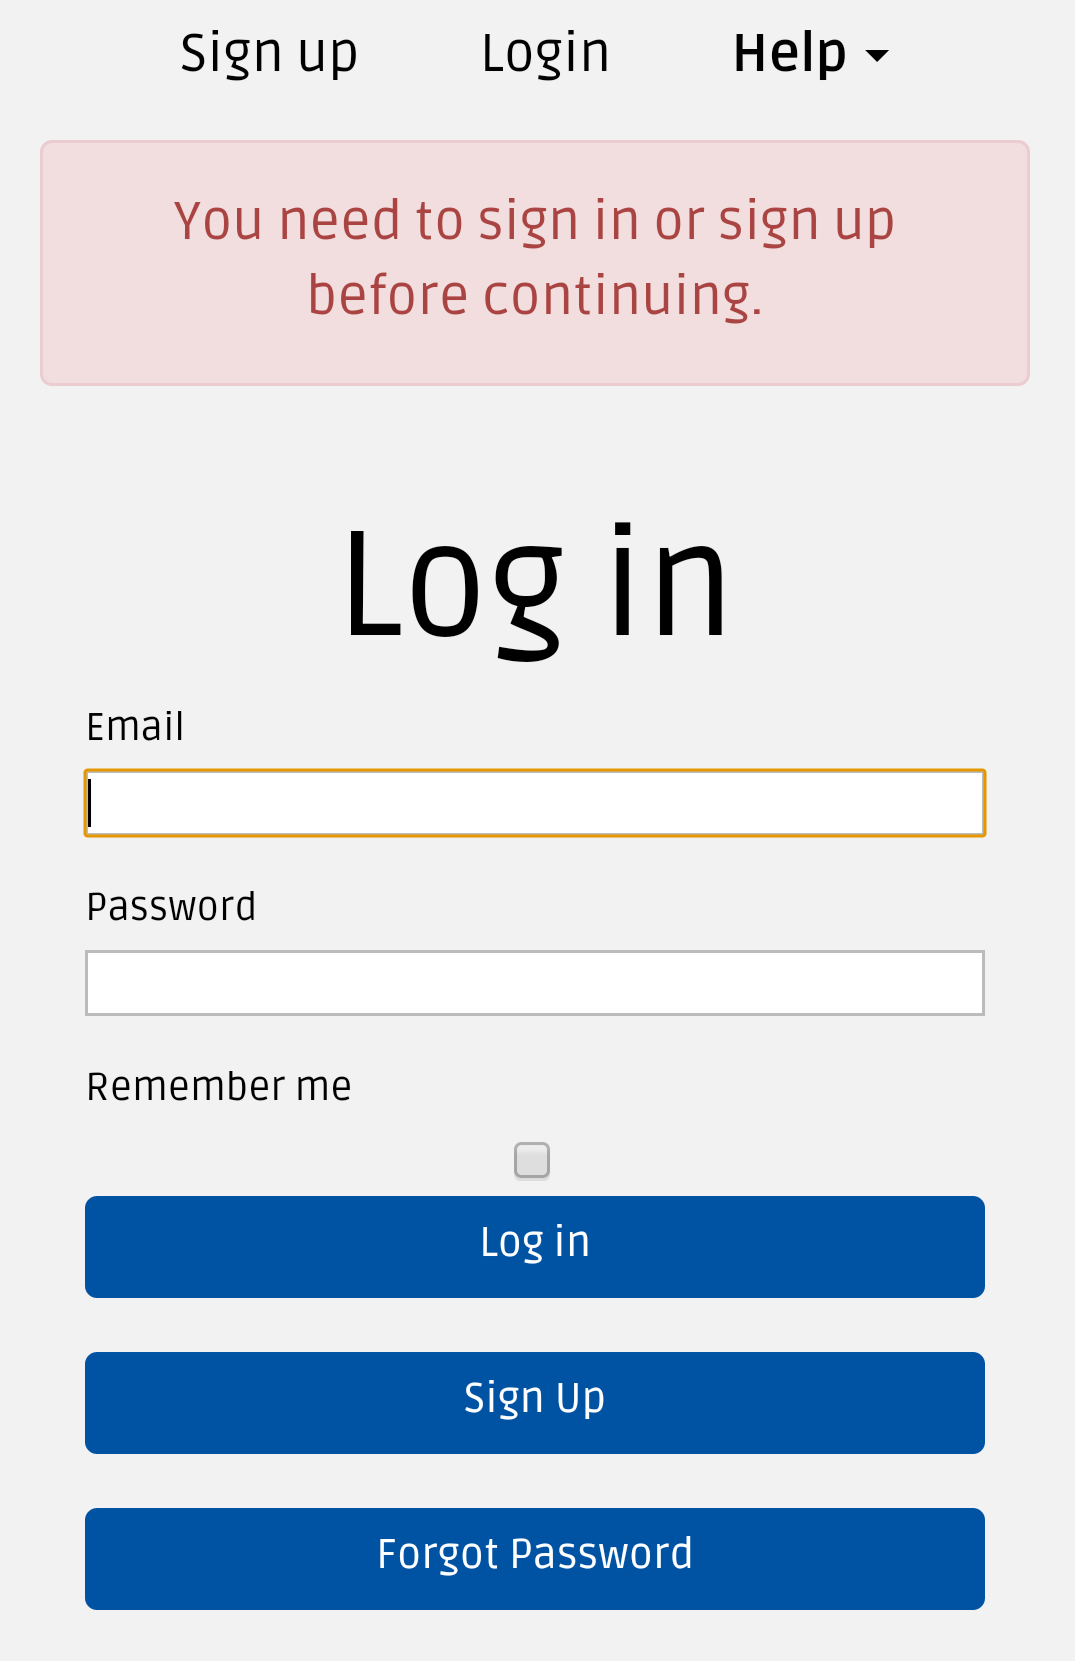 Sign up Login Help
You need to sign in or sign up
before continuing.
Log in
Email
Password
Remember me
Log in
Sign Up
Forgot Password